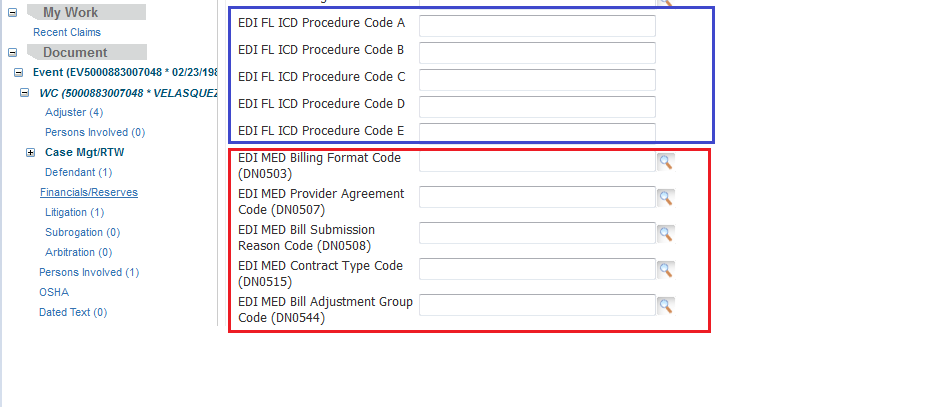 My Work
Recent Claims
Document
Event (EV5000883007048 * 02/23/198
WC (5000883007048 * VELASQUEZ
Adjuster (4)
Persons Involved (0)
Case Mgt/RTW
Defendant (1)
Financials/Reserves
Litigation (1)
Subrogation (0)
Arbitration (0)
Persons Involved (1)
OSHA
Dated Text (0)
EDI FL ICD Procedure Code A
EDI FL ICD Procedure Code B
EDI FL ICD Procedure Code C
EDI FL ICD Procedure Code D
EDI FL ICD Procedure Code E
EDI MED Billing Format Code
(DN0503)
EDI MED Provider Agreement
Code (DN0507)
EDI MED Bill Submission
Reason Code (DN0508)
EDI MED Contract Type Code
(DN0515)
EDI MED Bill Adjustment Group
Code (DN0544)